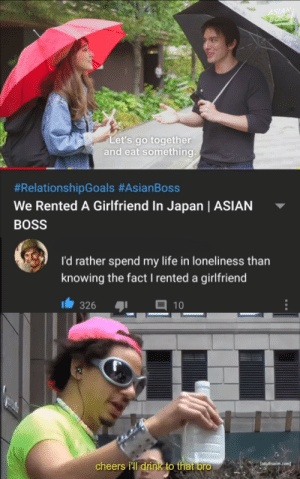 Let's go together
and eat something
#RelationshipGoals #AsianBoss
We Rented A Girlfriend In Japan | ASIAN
BOSS
I'd rather spend my life in loneliness than
knowing the fact I rented a girlfriend
326 10
cheers i'll drink to that bro